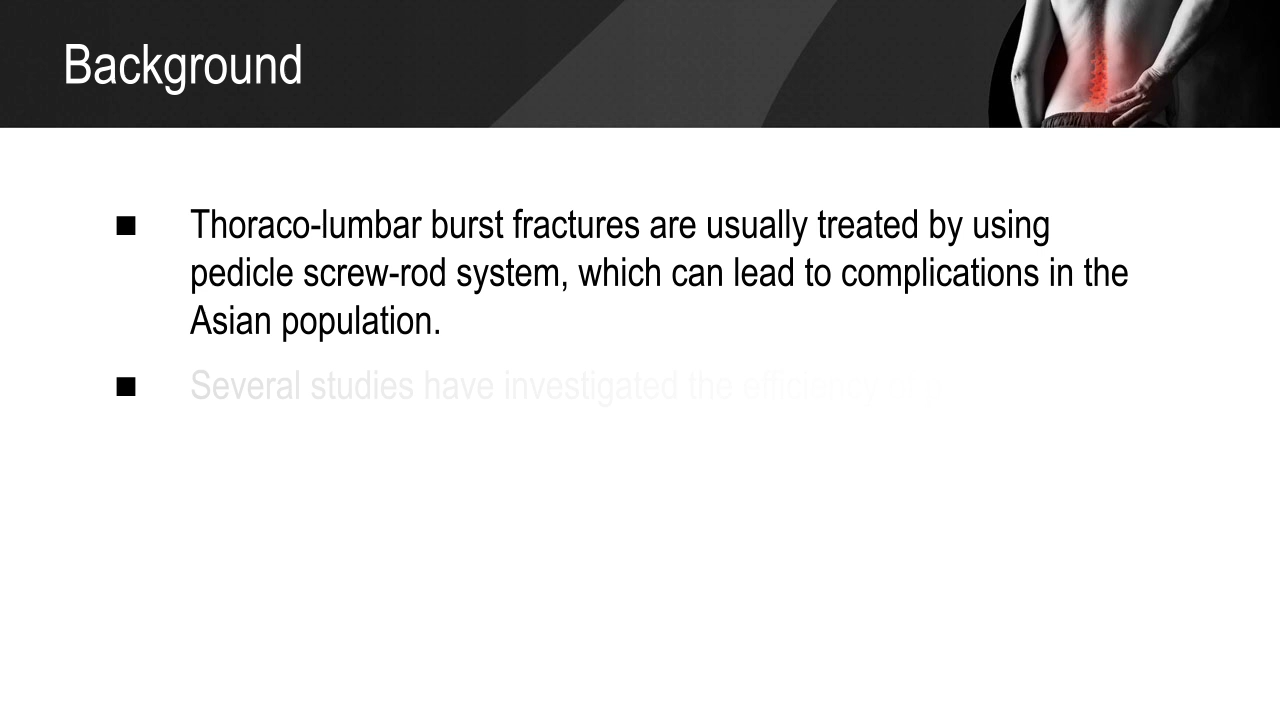 Background
■ Thoraco-lumbar burst fractures are usually treated by using
pedicle screw-rod system, which can lead to complications in the
Asian population.
■ Several studies have investigated the efficiency